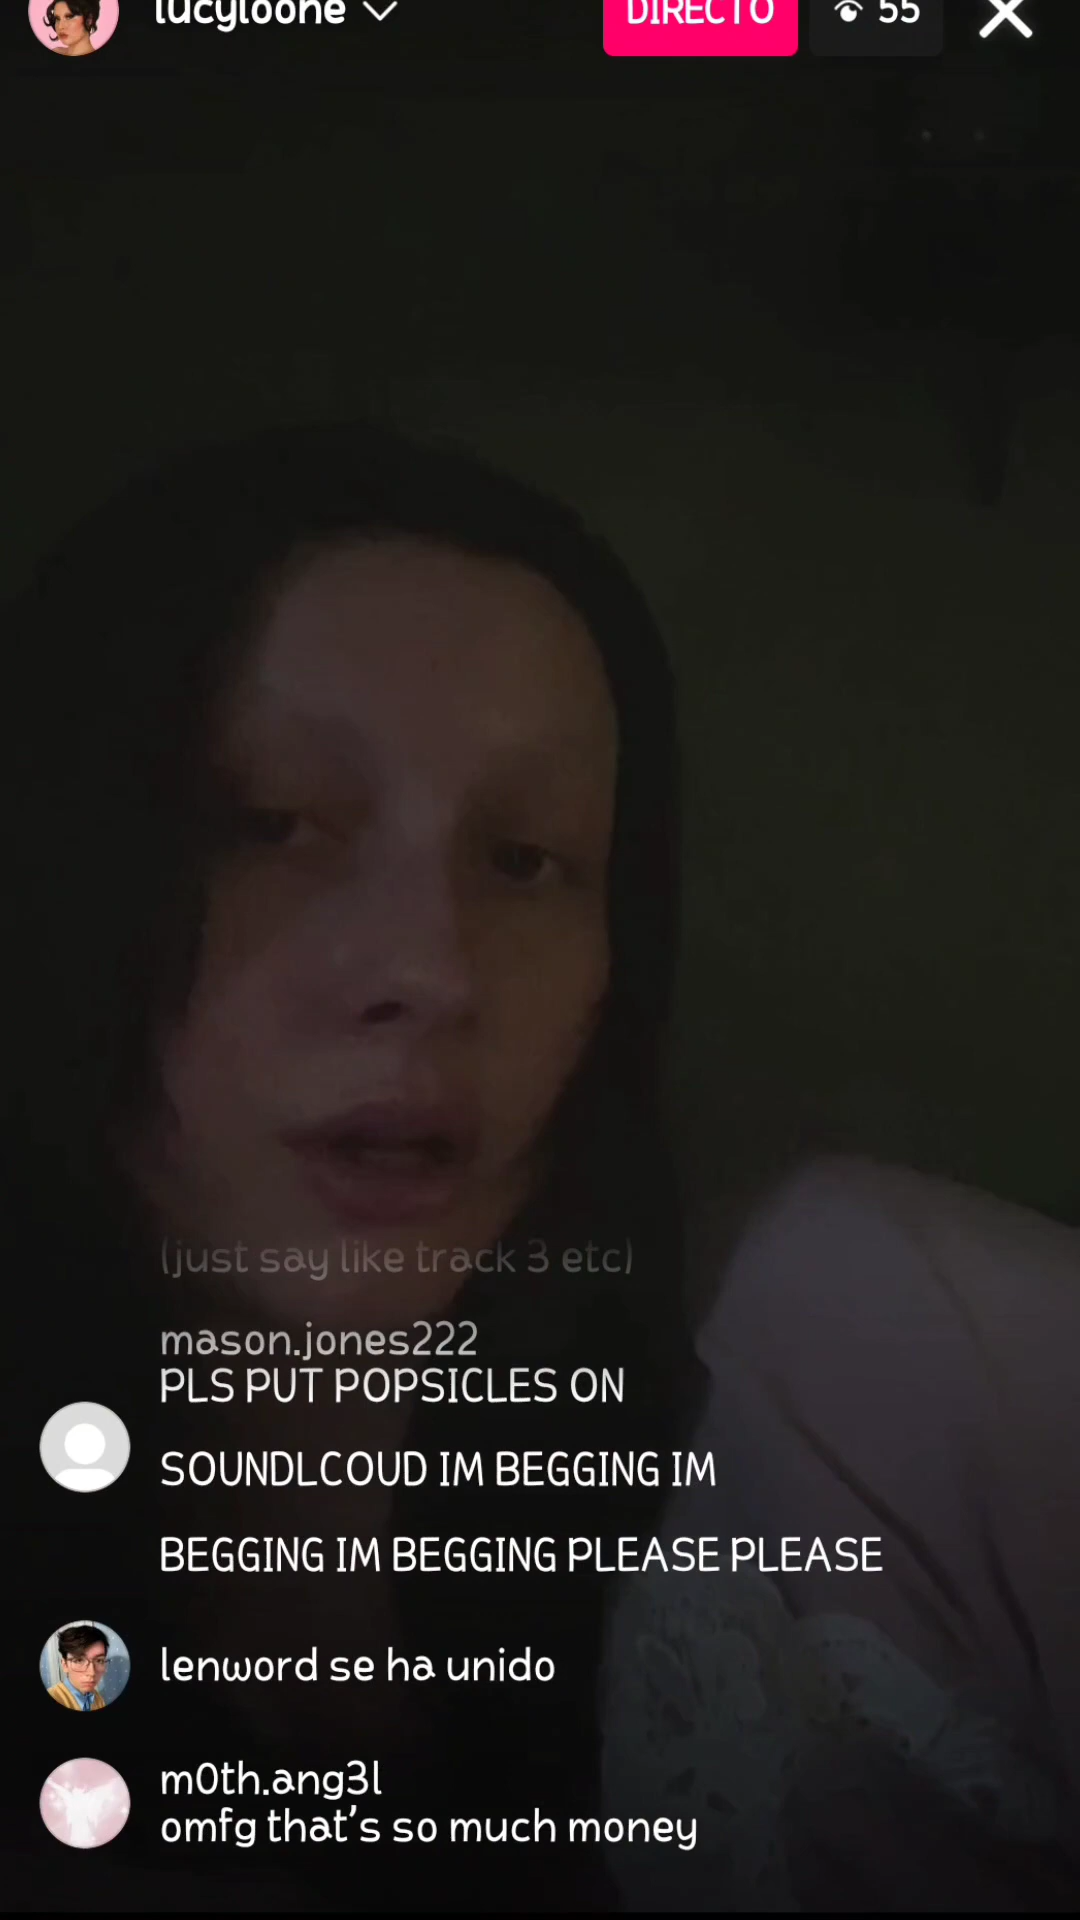 lucyloone
DIRECTO
55
(just say like track 3 etc)
mason.jones222
PLS PUT POPSICLES ON
SOUNDLCOUD IM BEGGING IM
BEGGING IM BEGGING PLEASE PLEASE
lenword se ha unido
m0th.ang3l
omfg that's so much money